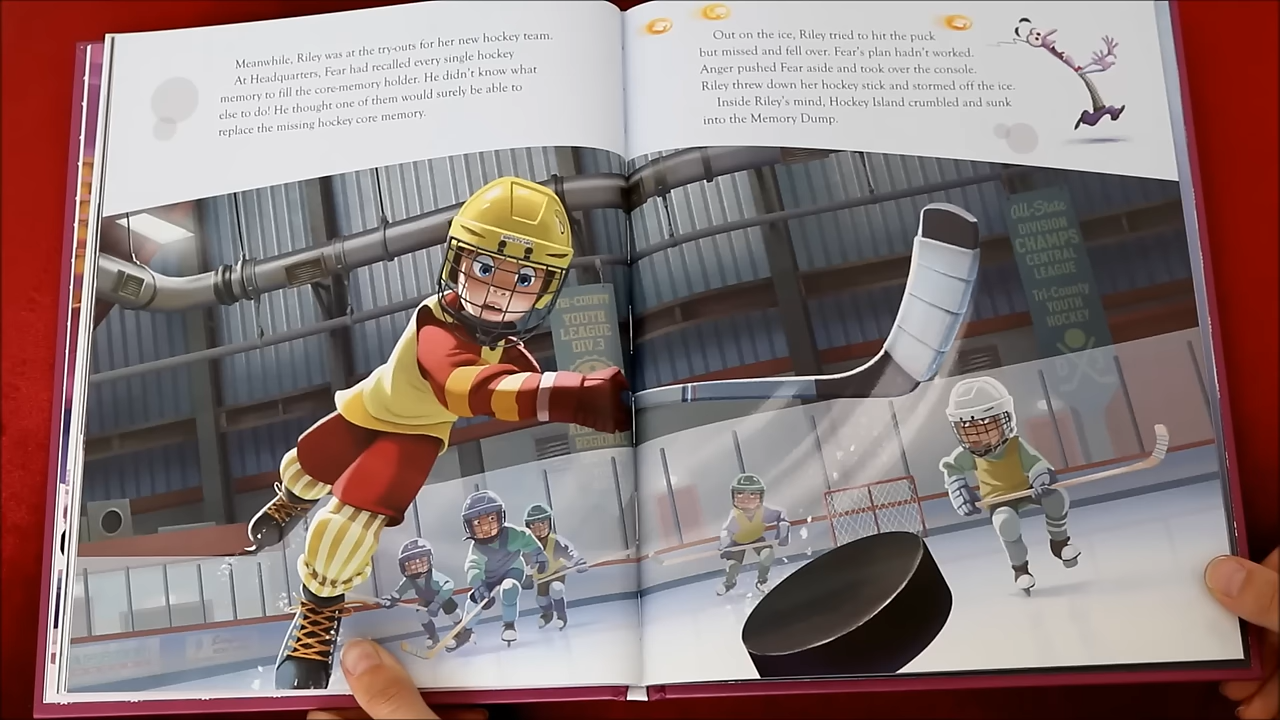 Meanwhile, Riley was at the try-outs for her new hockey team.
At Headquarters, Fear had recalled every single hockey
memory to fill the core-memory holder. He didn't know what
else to do! He thought one of them would surely be able to
replace the missing hockey core memory.
Out on the ice, Riley tried to hit the puck
but missed and fell over. Fear's plan hadn't worked.
Anger pushed Fear aside and took over the console.
Riley threw down her hockey stick and stormed off the ice.
Inside Riley's mind, Hockey Island crumbled and sunk
into the Memory Dump.
TRI-COUNTY
YOUTH
LEAGUE
DIV.3
REGIONAL
All-State
DIVISION
CHAMPS
CENTRAL
LEAGUE
Tri-County
YOUTH
HOCKEY